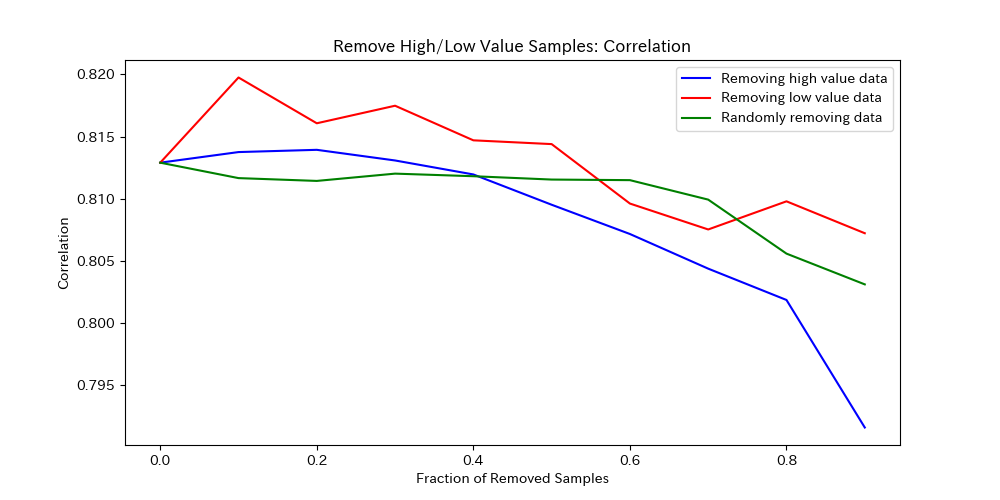 Remove High/Low Value Samples: Correlation
Removing high value data
Removing low value data
Randomly removing data
Correlation
0.820
0.815
0.810
0.805
0.800
0.795
0.0
0.2
0.4
0.6
0.8
Fraction of Removed Samples